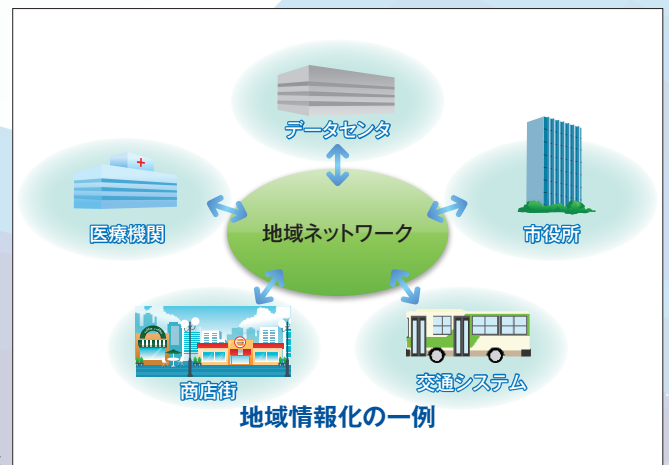 データセンタ
医療機関
市役所
地域ネットワーク
商店街
交通システム
地域情報化の一例